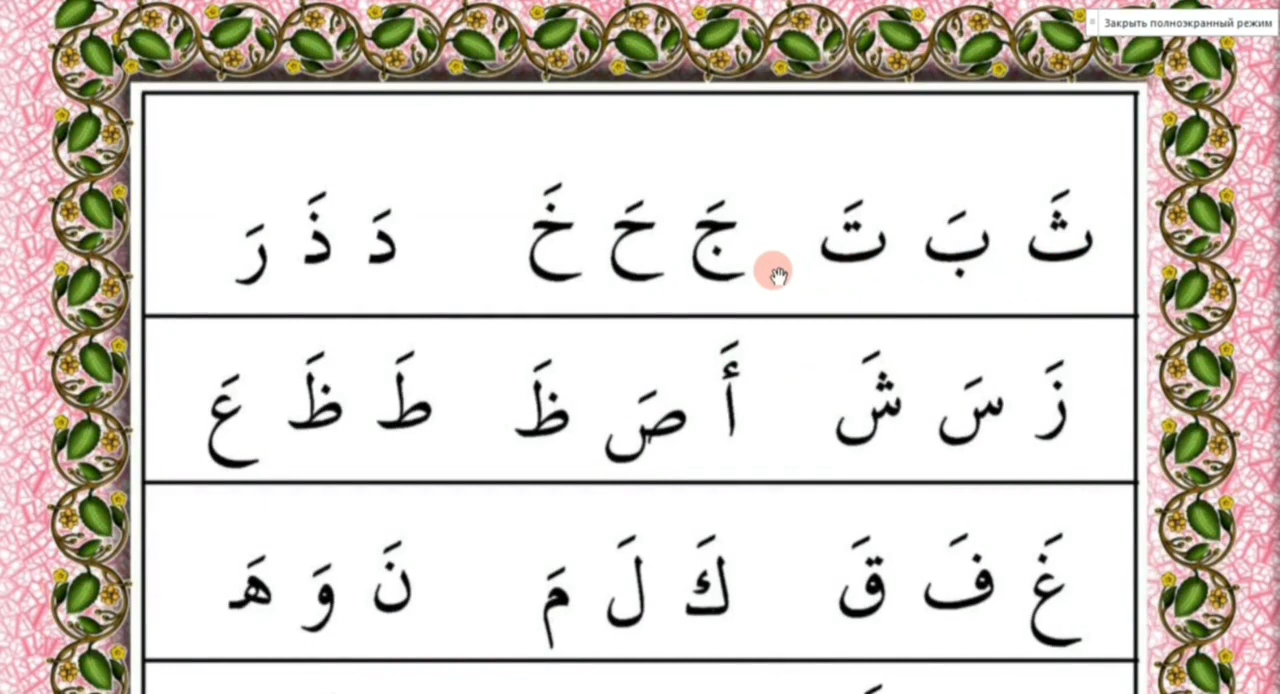 Закрыть полноэкранный режим
ثَ بَ تَ جَ حَ خَ دَ ذَ رَ
زَ سَ شَ أَ صَ ظَ طَ ظَ عَ
غَ فَ قَ كَ لَ مَ نَ وَ هَ